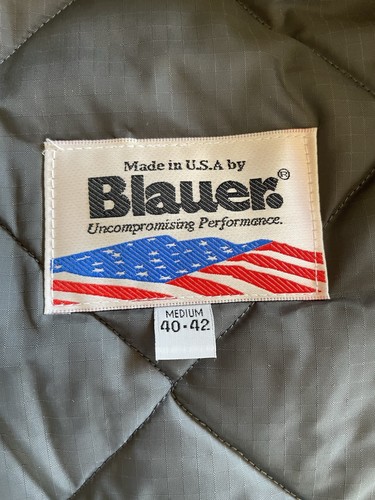 Made in U.S.A by
Blauer.®
Uncompromising Performance.
MEDIUM
40-42